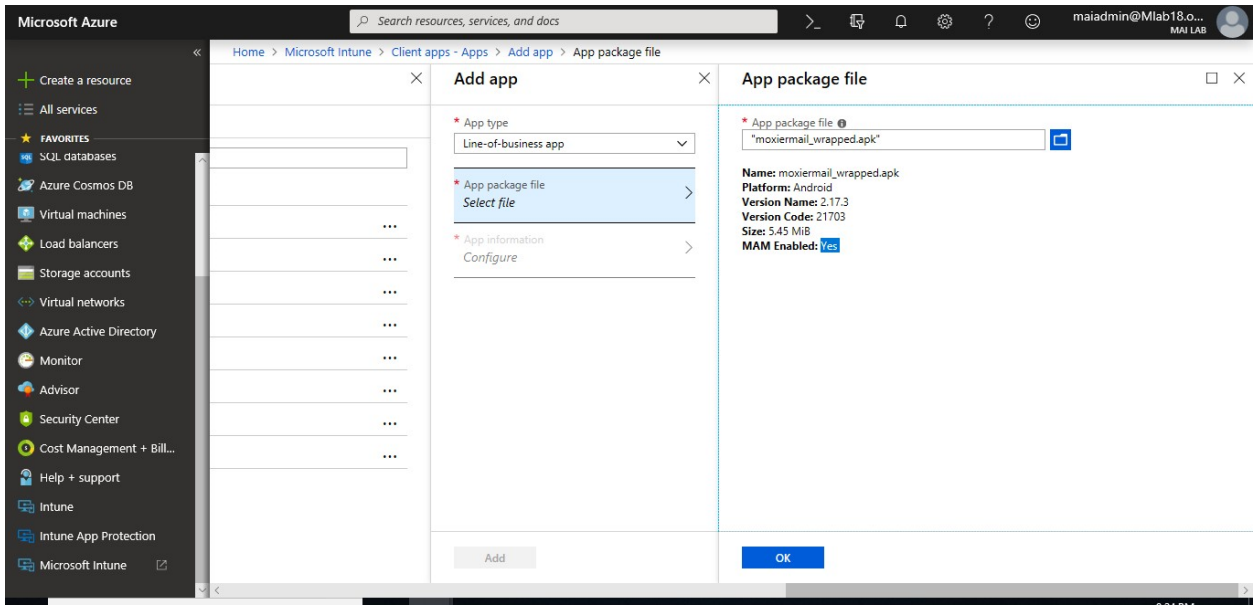 Microsoft Azure
Search resources, services, and docs
maiadmin@Mlab18.o...
MAI LAB
Home > Microsoft Intune > Client apps - Apps > Add app > App package file
Create a resource
All services
FAVORITES
SQL databases
Azure Cosmos DB
Virtual machines
Load balancers
Storage accounts
Virtual networks
Azure Active Directory
Monitor
Advisor
Security Center
Cost Management + Bill...
Help + support
Intune
Intune App Protection
Microsoft Intune
Add app
* App type
Line-of-business app
* App package file
Select file
* App information
Configure
Add
App package file
* App package file
"moxiermail_wrapped.apk"
Name: moxiermail_wrapped.apk
Platform: Android
Version Name: 2.17.3
Version Code: 21703
Size: 5.45 MiB
MAM Enabled: Yes
OK